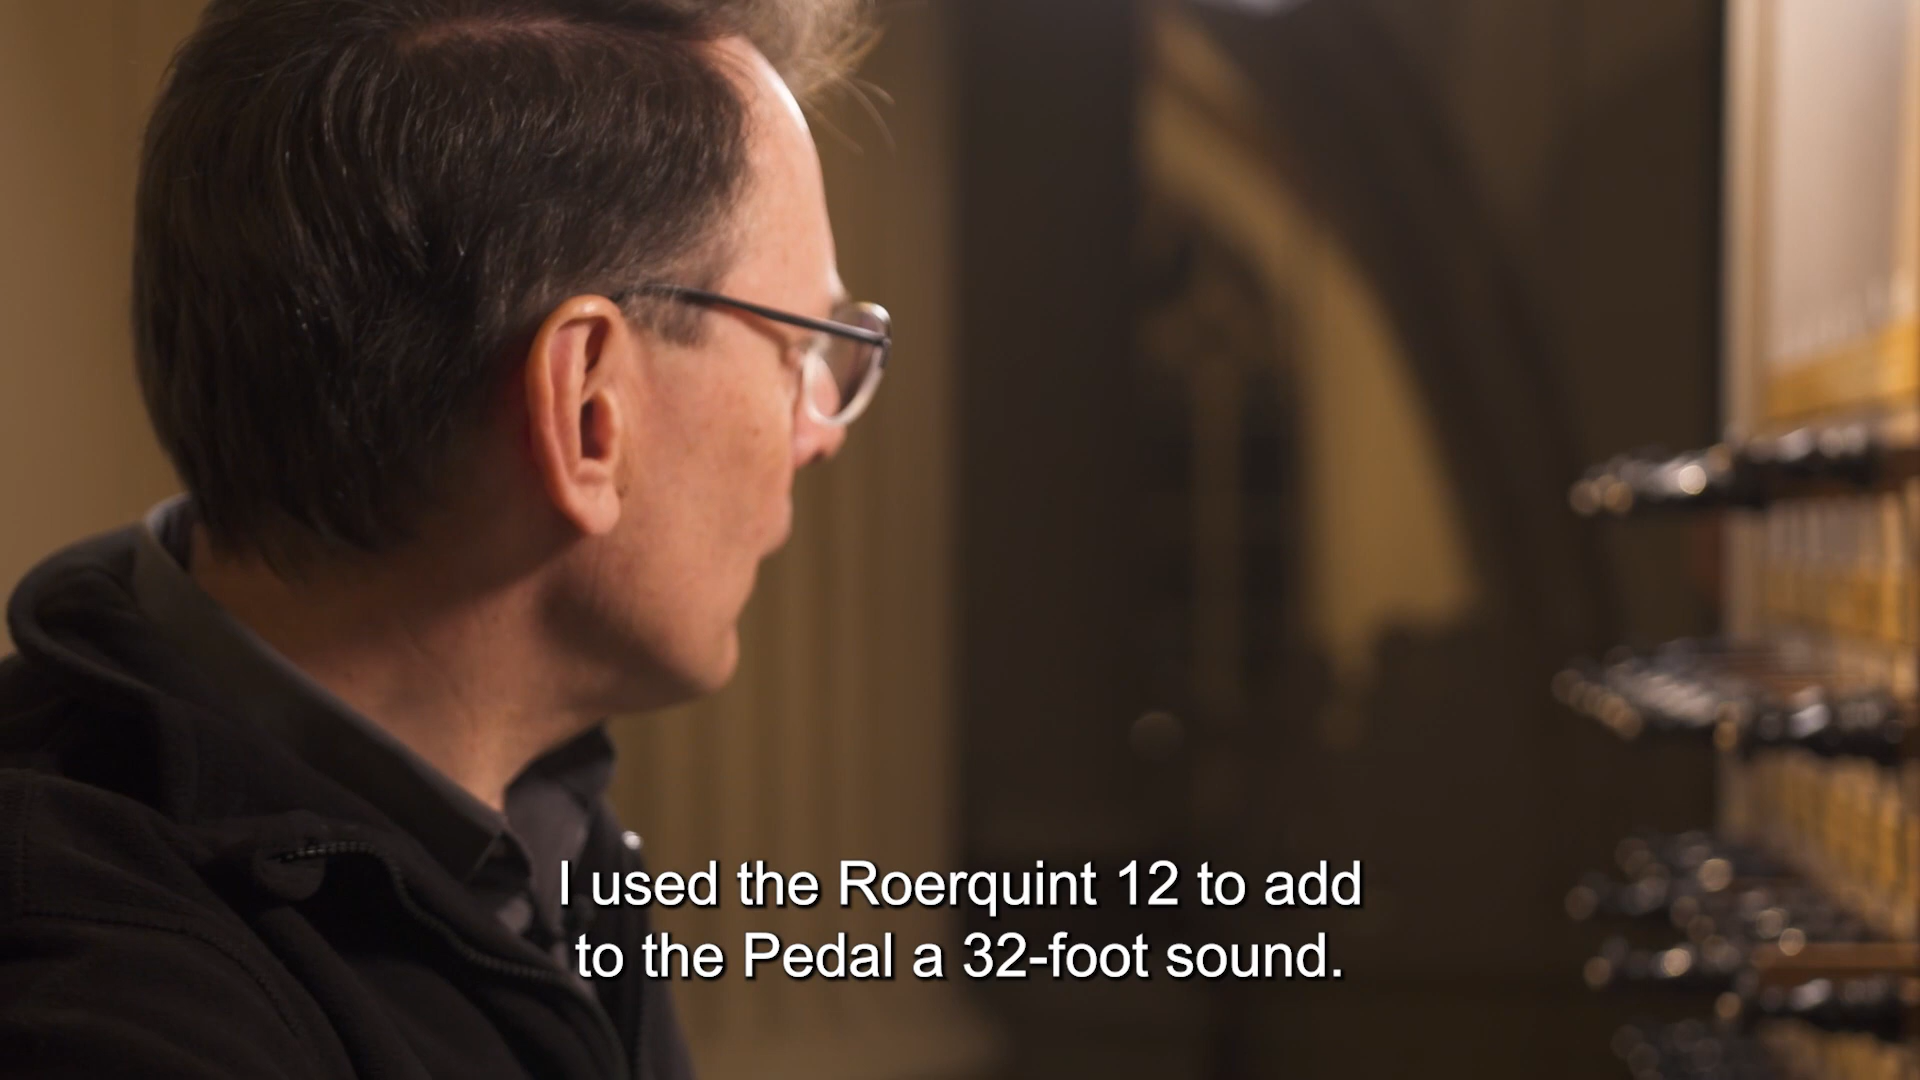 I used the Roerquint 12 to add
to the Pedal a 32-foot sound.